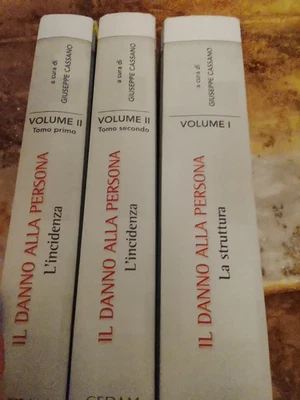 a cura di
GIUSEPPE CASSANO
VOLUME II
Tomo primo
IL DANNO ALLA PERSONA
L'incidenza
a cura di
GIUSEPPE CASSANO
VOLUME II
Tomo secondo
IL DANNO ALLA PERSONA
L'incidenza
CEDAM
a cura di
GIUSEPPE CASSANO
VOLUME I
IL DANNO ALLA PERSONA
La struttura